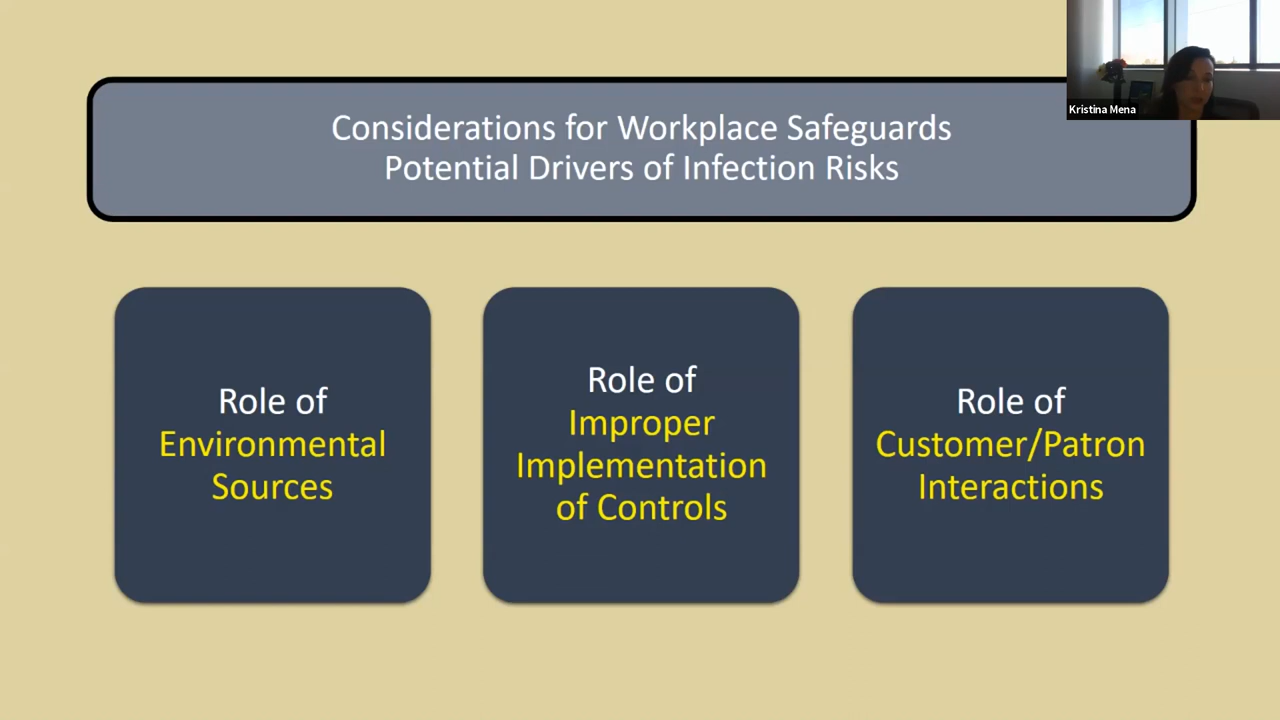 Kristina Mena
Considerations for Workplace Safeguards
Potential Drivers of Infection Risks
Role of
Environmental
Sources
Role of
Improper
Implementation
of Controls
Role of
Customer/Patron
Interactions